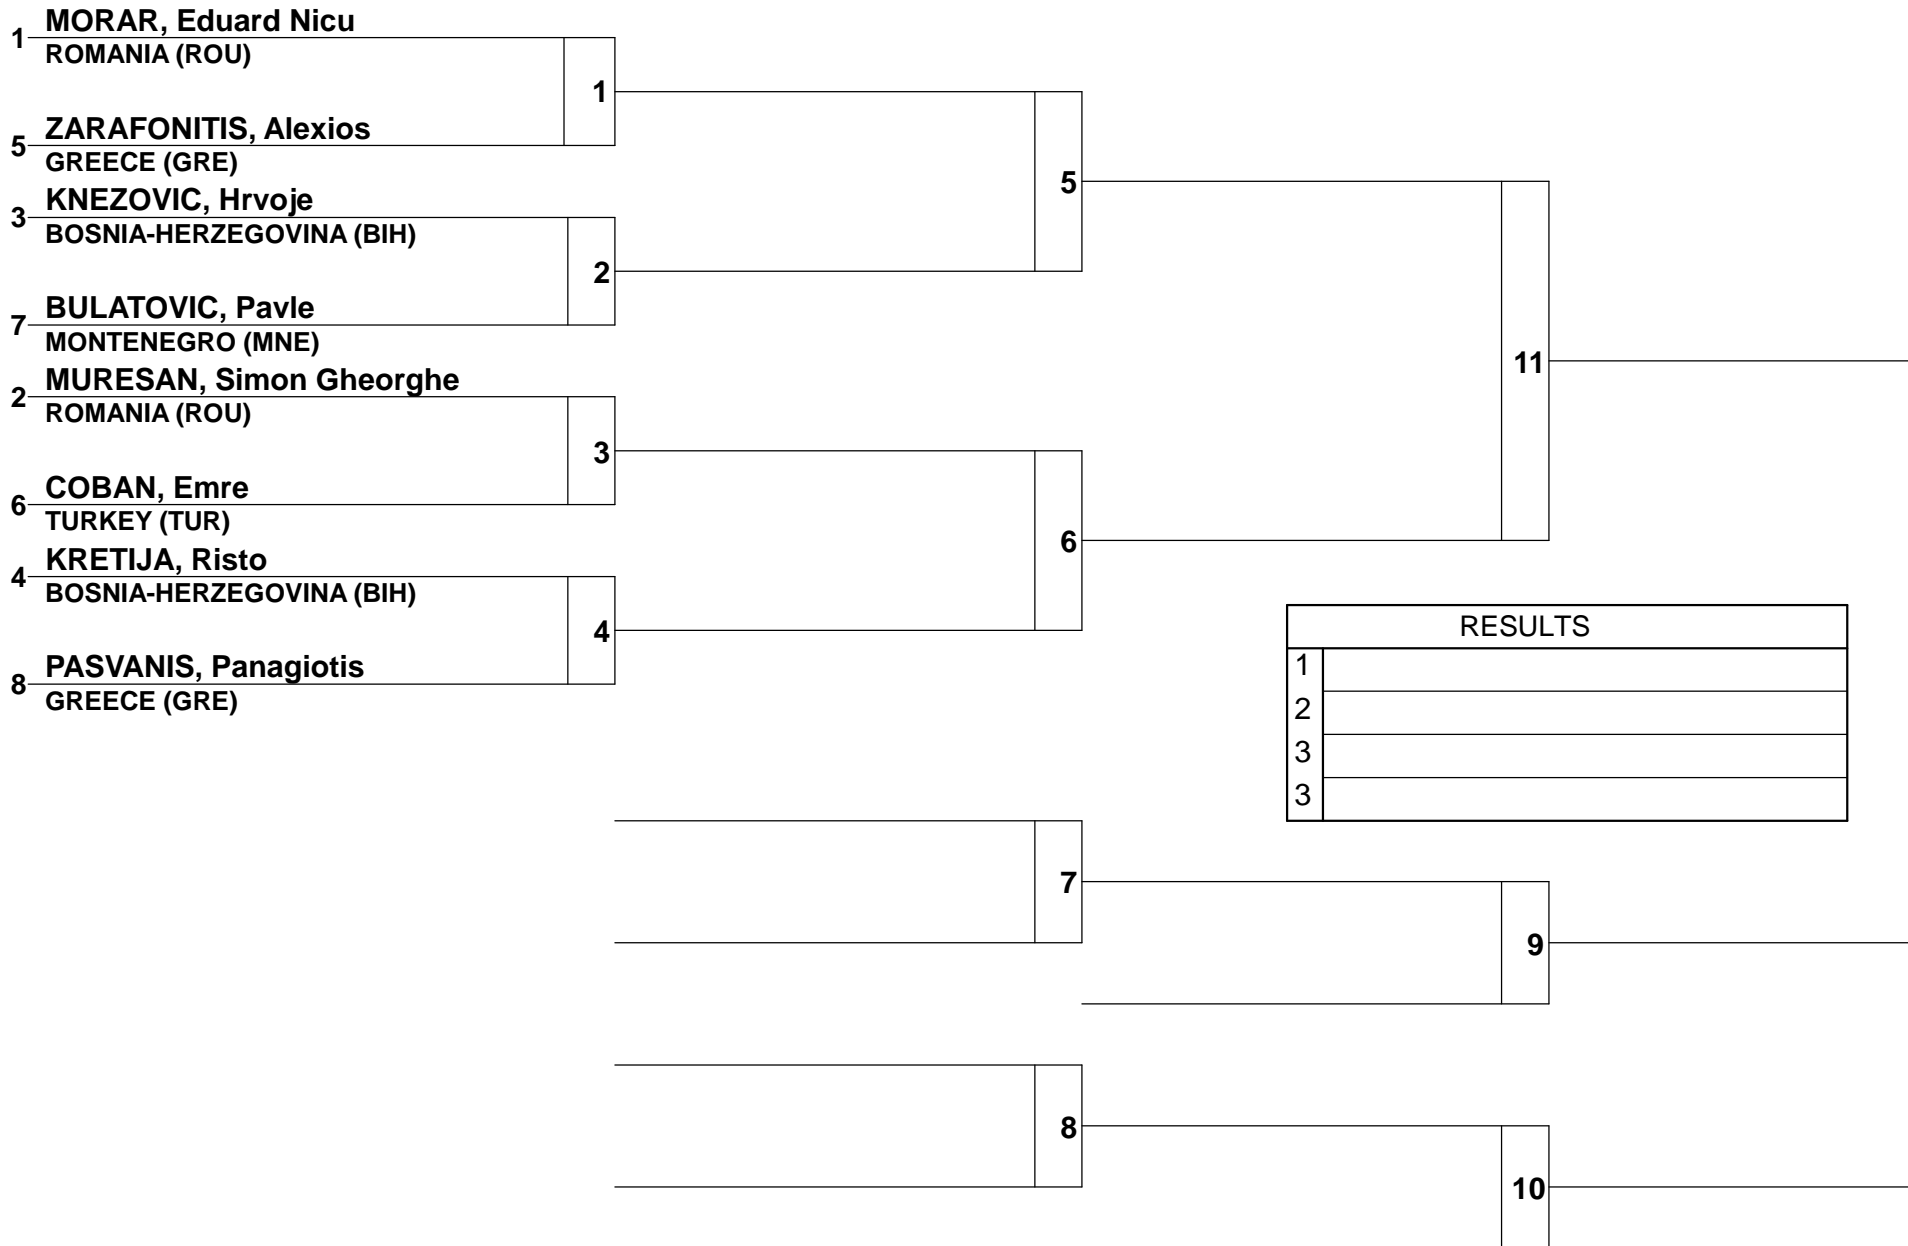 MORAR, Eduard Nicu
1
ROMANIA (ROU)
1
ZARAFONITIS, Alexios
5
GREECE (GRE)
5
KNEZOVIC, Hrvoje
3
BOSNIA-HERZEGOVINA (BIH)
2
BULATOVIC, Pavle
7
MONTENEGRO (MNE)
11
MURESAN, Simon Gheorghe
2
ROMANIA (ROU)
3
COBAN, Emre
6
TURKEY (TUR)
6
KRETIJA, Risto
4
BOSNIA-HERZEGOVINA (BIH)
4
PASVANIS, Panagiotis
8
GREECE (GRE)
RESULTS
1
2
3
3
7
9
8
10